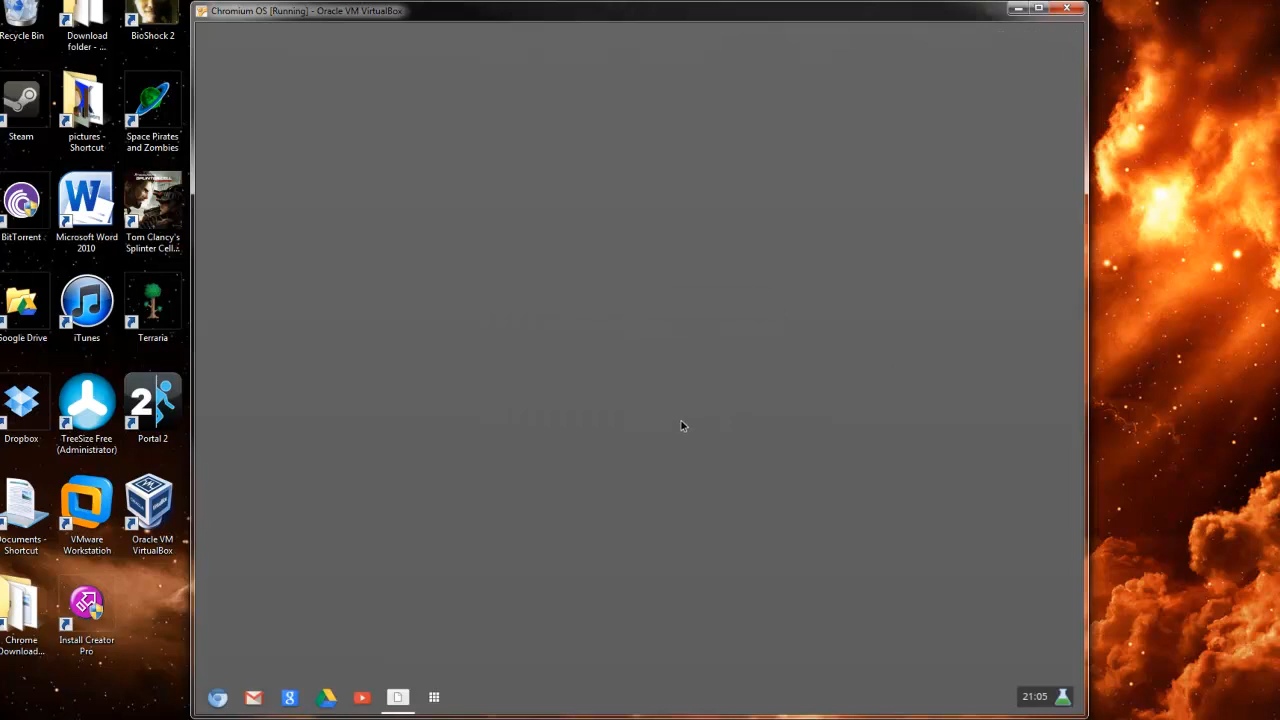 Chromium OS [Running] - Oracle VM VirtualBox
Recycle Bin
Download
folder - ...
BioShock 2
Steam
pictures -
Shortcut
Space Pirates
and Zombies
BitTorrent
Microsoft Word
2010
Tom Clancy's
Splinter Cell...
Google Drive
iTunes
Terraria
Dropbox
TreeSize Free
(Administrator)
2
Portal 2
Documents -
Shortcut
VMware
Workstation
Oracle VM
VirtualBox
Chrome
Download...
Install Creator
Pro
21:05